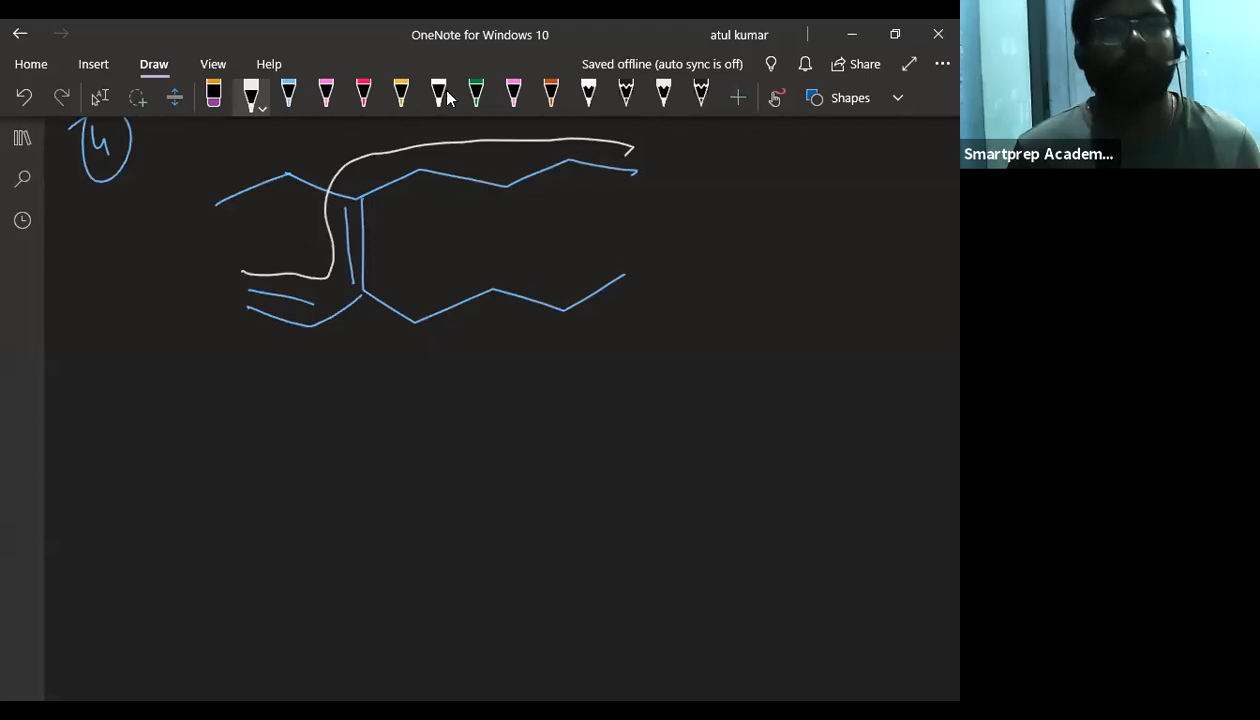 OneNote for Windows 10
atul kumar
Home Insert Draw View Help
Saved offline (auto sync is off)
Share
Shapes
Smartprep Academ...
4